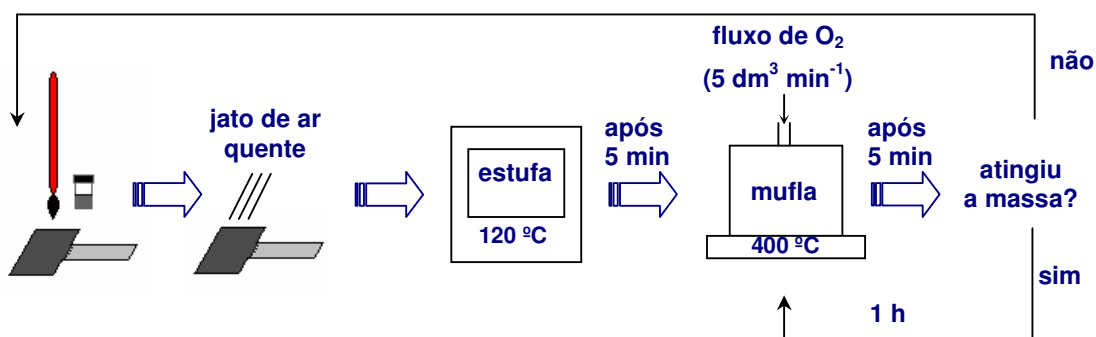 jato de ar
quente
estufa
120 ºC
após
5 min
fluxo de O₂
(5 dm³ min⁻¹)
mufla
400 ºC
após
5 min
atingiu
a massa?
não
sim
1 h